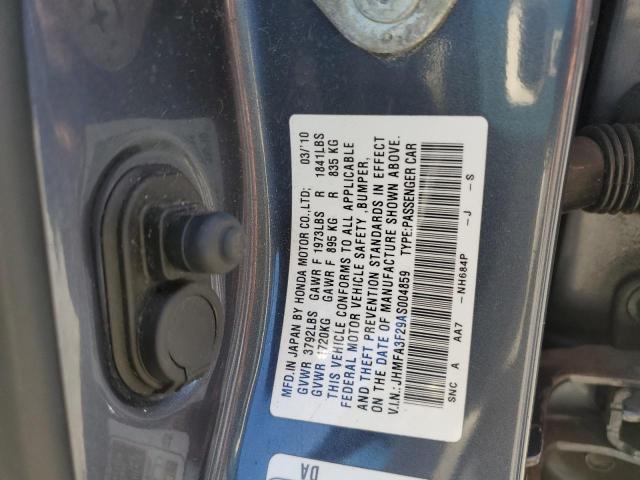 MFD.IN JAPAN BY HONDA MOTOR CO.,LTD; 03/'10
GVWR 3792LBS GAWR F 1973LBS R 1841LBS
GVWR 1720KG GAWR F 895 KG R 835 KG
THIS VEHICLE CONFORMS TO ALL APPLICABLE
FEDERAL MOTOR VEHICLE SAFETY ,BUMPER,
AND THEFT PREVENTION STANDARDS IN EFFECT
ON THE DATE OF MANUFACTURE SHOWN ABOVE.
V.I.N.: JHMFA3F29AS004859 TYPE:PASSENGER CAR
SNC A AA7 -NH684P -J -S
DA